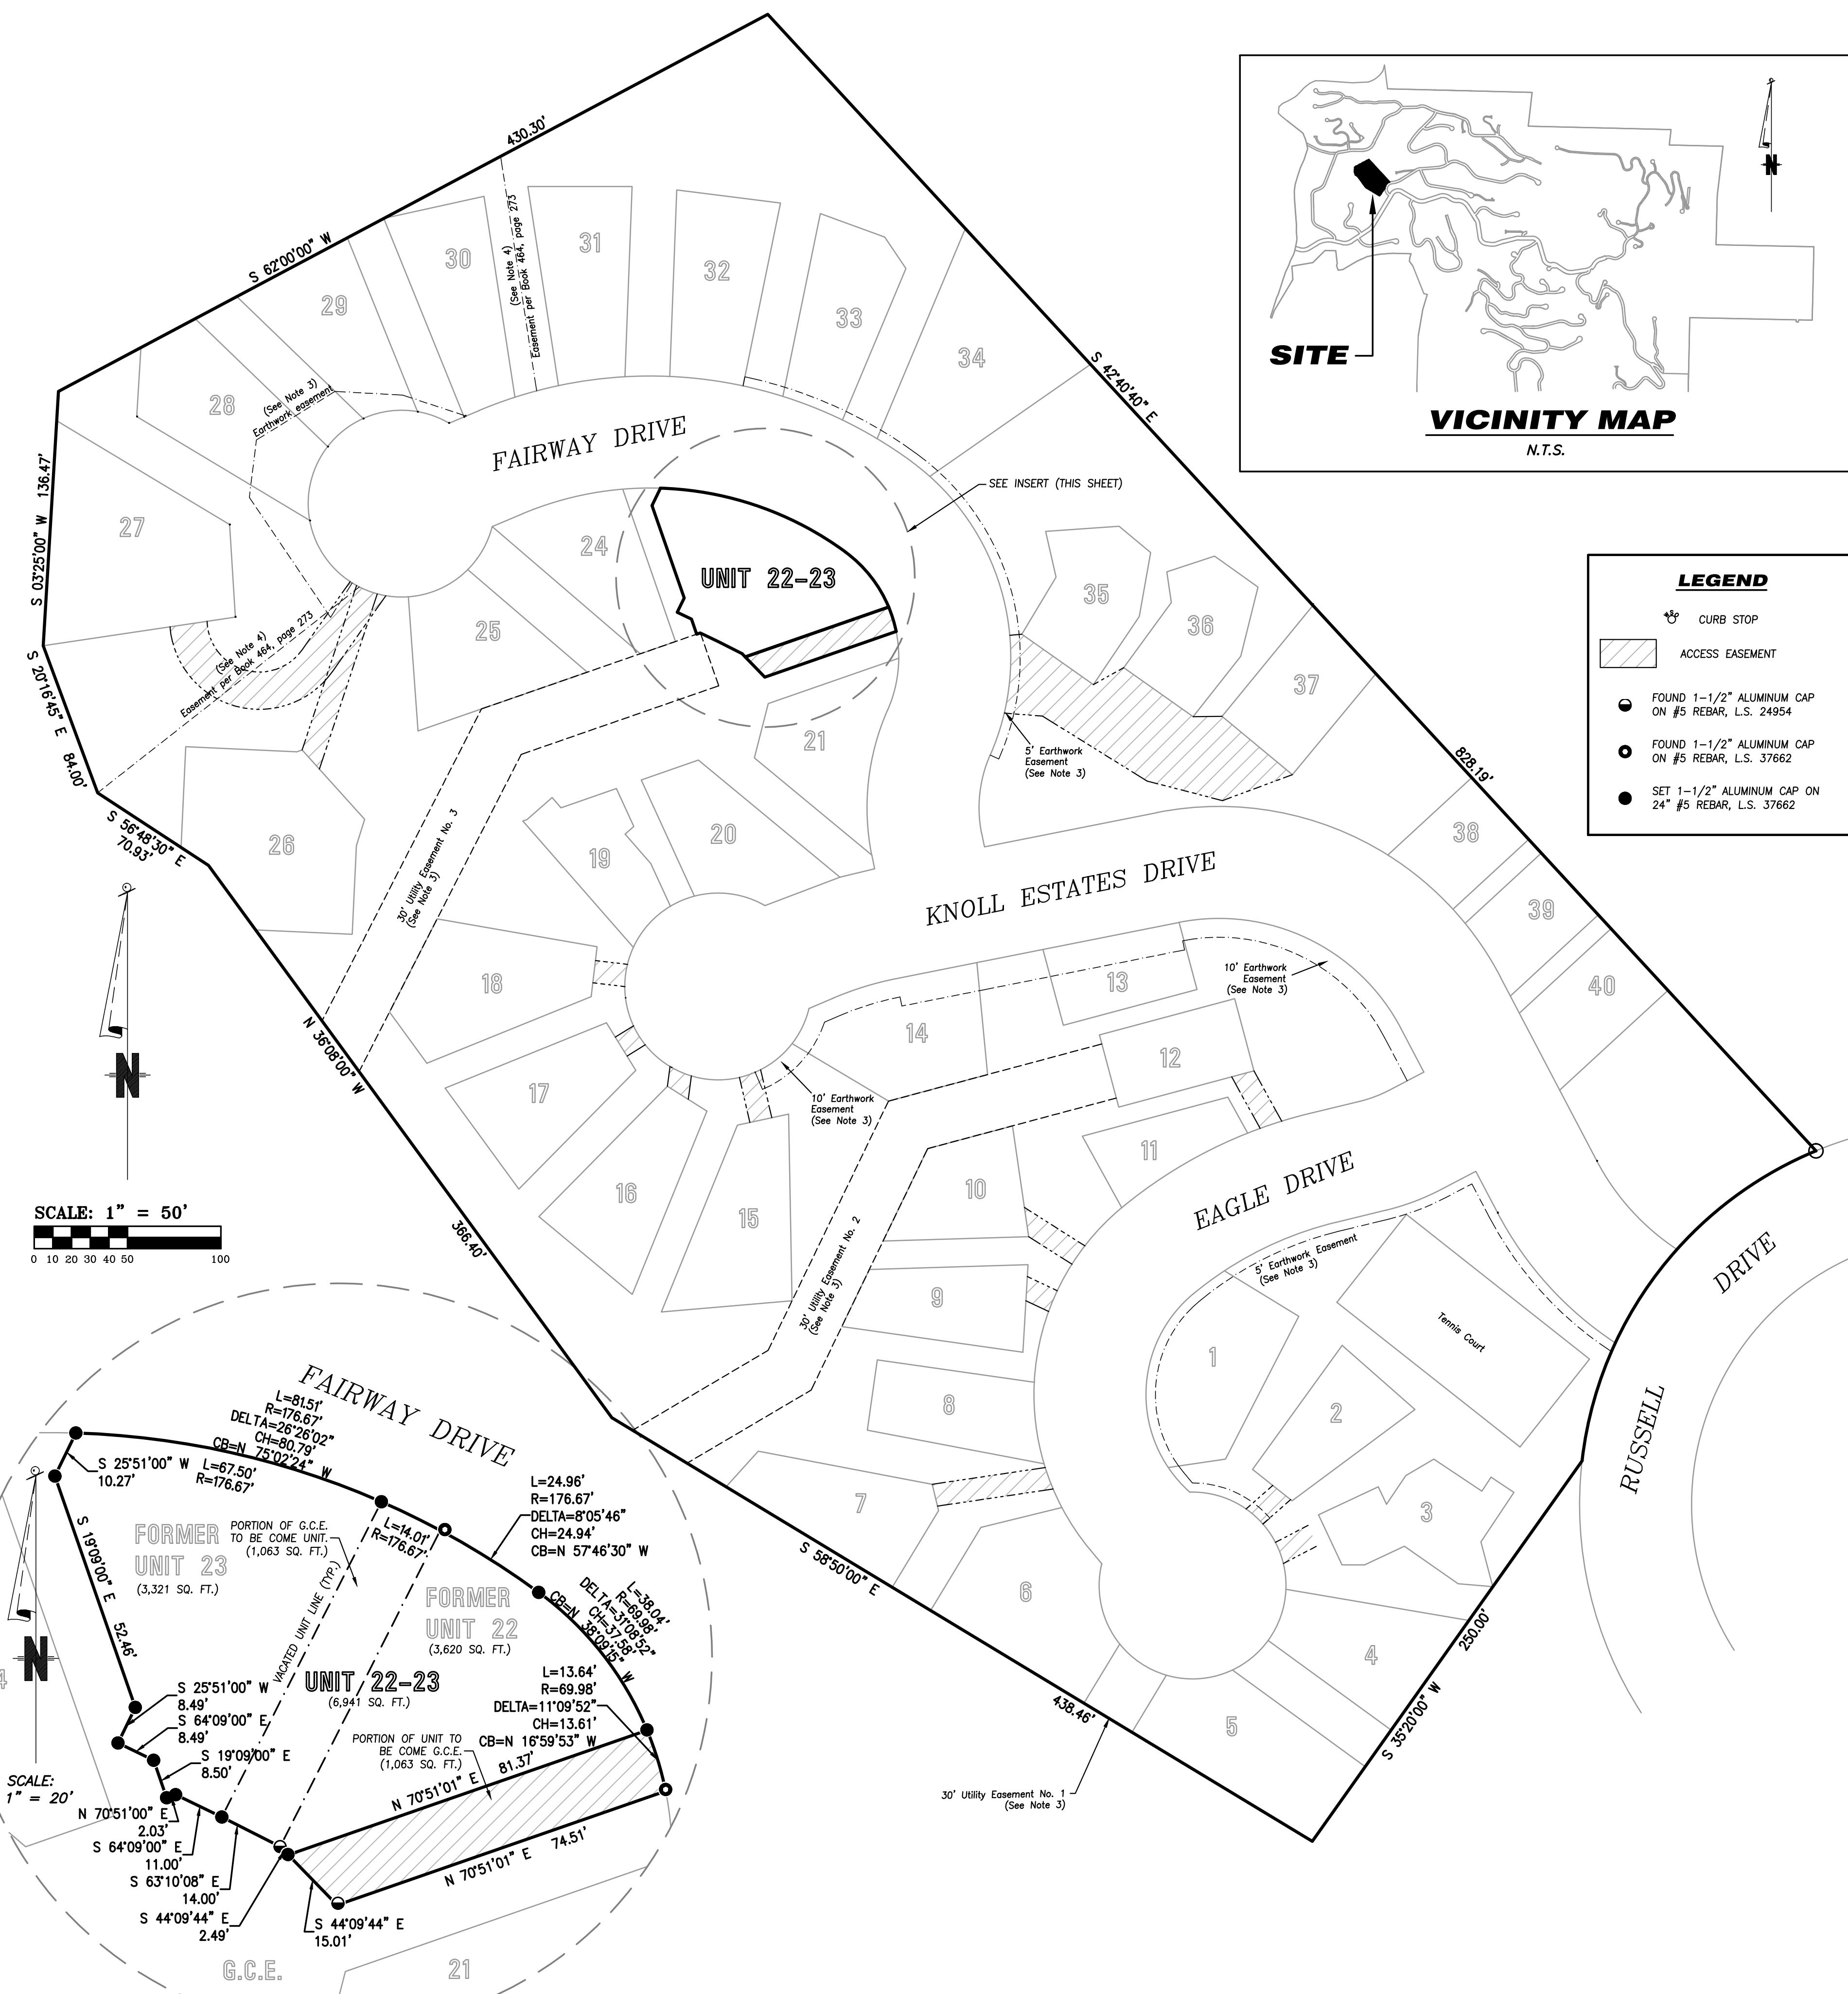 430.30'
S 62°00'00" W
(See Note 4)
Easement per Book 464, page 273
30
31
32
33
34
29
28
27
(See Note 3)
Earthwork easement
FAIRWAY DRIVE
S 42°40'40" E
SEE INSERT (THIS SHEET)
S 03°25'00" W 136.47'
24
UNIT 22-23
25
35
36
37
(See Note 4)
Easement per Book 464, page 273
S 20°16'45" E 84.00'
21
5' Earthwork
Easement
(See Note 3)
828.19'
S 56°48'30" E
70.93'
26
19
20
38
30' Utility Easement No. 3
(See Note 3)
KNOLL ESTATES DRIVE
39
18
13
10' Earthwork
Easement
(See Note 3)
40
14
N 36°08'00" W
12
17
10' Earthwork
Easement
(See Note 3)
11
16
15
10
EAGLE DRIVE
366.40'
5' Earthwork Easement
(See Note 3)
30' Utility Easement No. 2
(See Note 3)
9
1
Tennis Court
DRIVE
8
2
RUSSELL
7
3
S 58°50'00" E
6
4
250.00'
438.46'
5
S 35°20'00" W
30' Utility Easement No. 1
(See Note 3)
SITE
N
VICINITY MAP
N.T.S.
LEGEND
CURB STOP
ACCESS EASEMENT
FOUND 1-1/2" ALUMINUM CAP
ON #5 REBAR, L.S. 24954
FOUND 1-1/2" ALUMINUM CAP
ON #5 REBAR, L.S. 37662
SET 1-1/2" ALUMINUM CAP ON
24" #5 REBAR, L.S. 37662
N
SCALE: 1" = 50'
0 10 20 30 40 50 100
FAIRWAY DRIVE
L=81.51'
R=176.67'
DELTA=26°26'02"
CH=80.79'
CB=N 75°02'24" W
S 25°51'00" W
10.27'
L=67.50'
R=176.67'
L=24.96'
R=176.67'
DELTA=8°05'46"
CH=24.94'
CB=N 57°46'30" W
L=14.01'
R=176.67'
S 19°09'00" E 52.46'
FORMER
UNIT 23
(3,321 SQ. FT.)
PORTION OF G.C.E.
TO BE COME UNIT.
(1,063 SQ. FT.)
VACATED UNIT LINE (TYP.)
FORMER
UNIT 22
(3,620 SQ. FT.)
L=38.04'
R=69.98'
DELTA=31°08'52"
CH=37.58'
CB=N 38°09'15" W
UNIT 22-23
(6,941 SQ. FT.)
L=13.64'
R=69.98'
DELTA=11°09'52"
CH=13.61'
CB=N 16°59'53" W
S 25°51'00" W
8.49'
S 64°09'00" E
8.49'
S 19°09'00" E
8.50'
PORTION OF UNIT TO
BE COME G.C.E.
(1,063 SQ. FT.)
N 70°51'01" E 81.37'
N
4
SCALE:
1" = 20'
N 70°51'00" E
2.03'
S 64°09'00" E
11.00'
S 63°10'08" E
14.00'
S 44°09'44" E
2.49'
S 44°09'44" E
15.01'
N 70°51'01" E 74.51'
G.C.E.
21